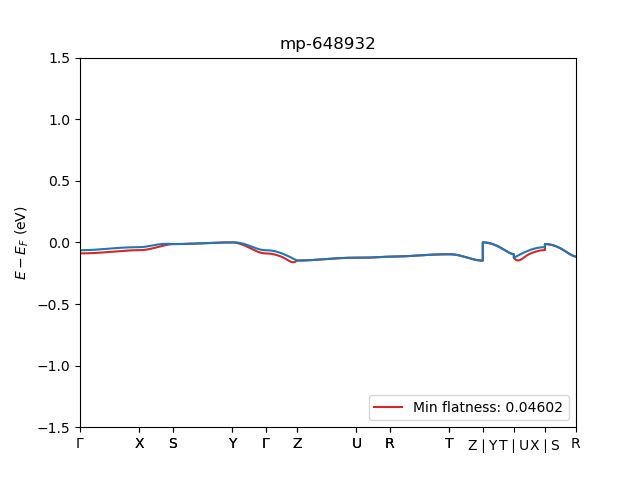 mp-648932
E − E_F (eV)
1.5
1.0
0.5
0.0
−0.5
−1.0
−1.5
Min flatness: 0.04602
Γ X S Y Γ Z U R T Z | Y T | U X | S R